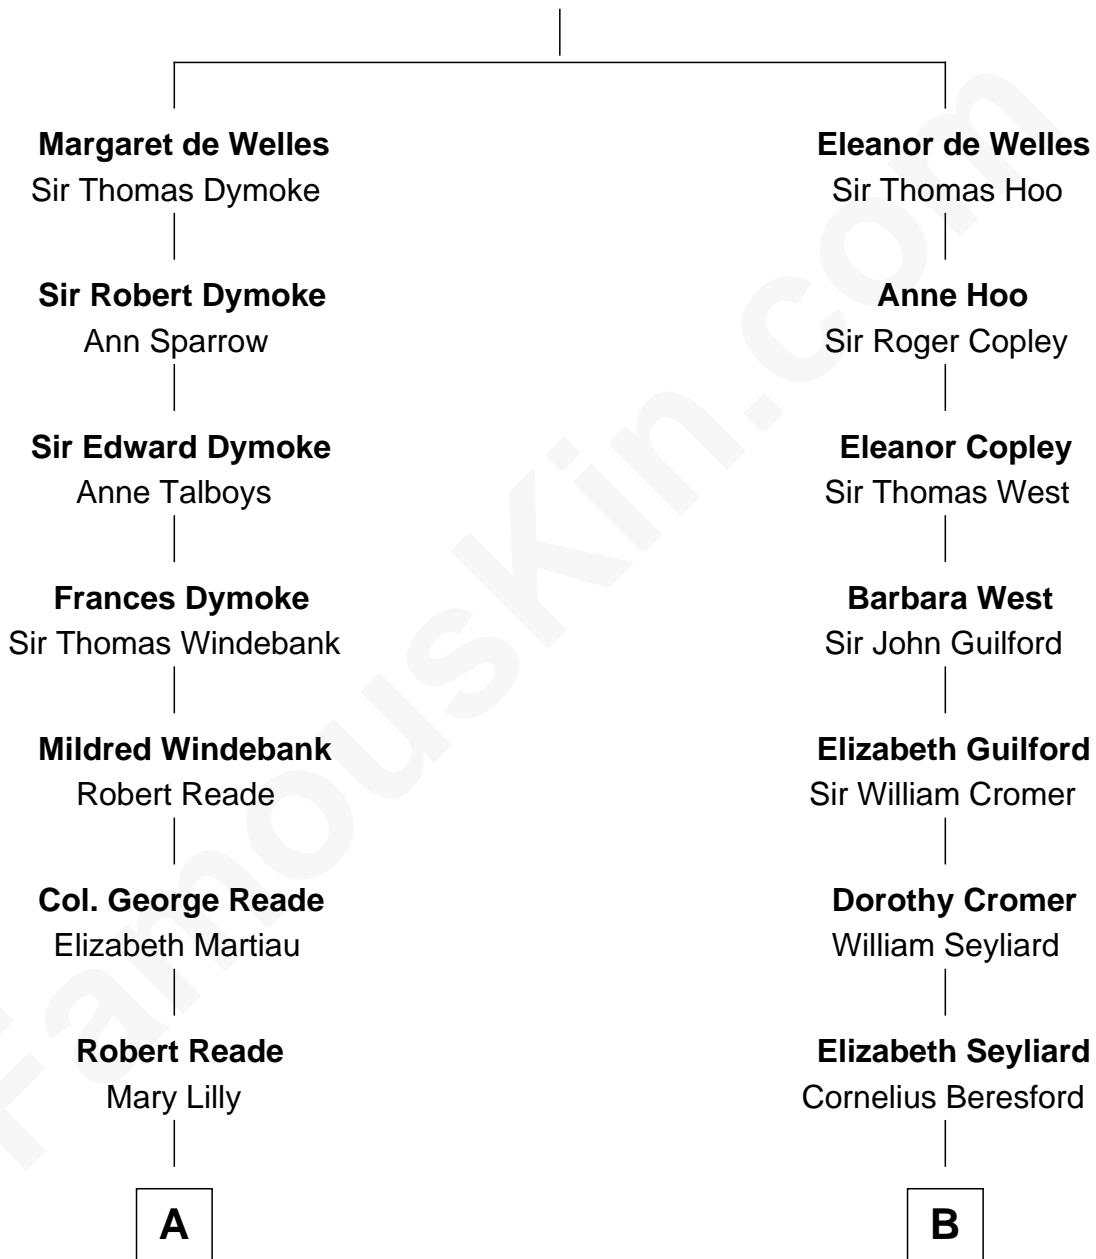 Margaret de Welles
Sir Thomas Dymoke
Sir Robert Dymoke
Ann Sparrow
Sir Edward Dymoke
Anne Talboys
Frances Dymoke
Sir Thomas Windebank
Mildred Windebank
Robert Reade
Col. George Reade
Elizabeth Martiau
Robert Reade
Mary Lilly
A
Eleanor de Welles
Sir Thomas Hoo
Anne Hoo
Sir Roger Copley
Eleanor Copley
Sir Thomas West
Barbara West
Sir John Guilford
Elizabeth Guilford
Sir William Cromer
Dorothy Cromer
William Seyliard
Elizabeth Seyliard
Cornelius Beresford
B
FamousKin.com